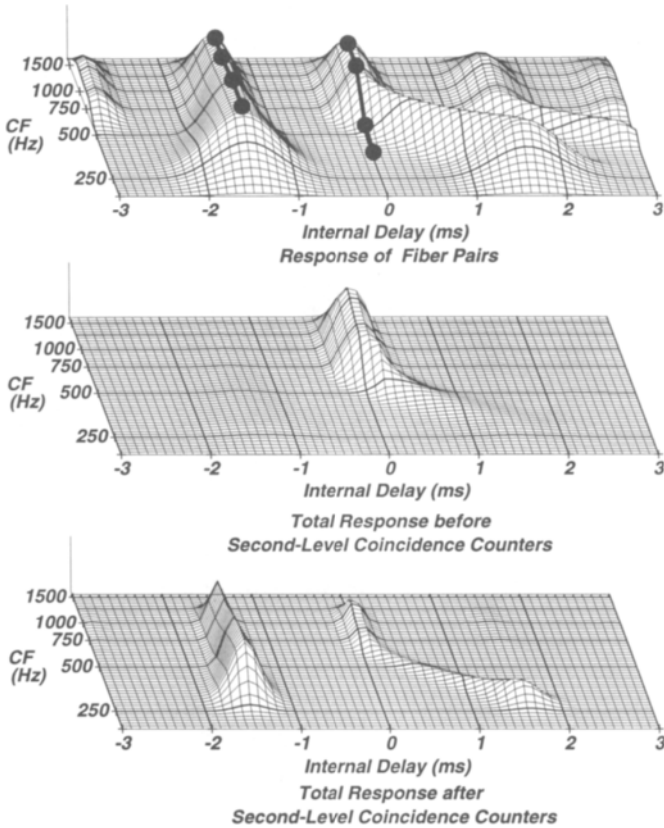 1500
1000
750
CF
(Hz)
500
250
-3 -2 -1 0 1 2 3
Internal Delay (ms)
Response of Fiber Pairs
1500
1000
750
CF
(Hz)
500
250
-3 -2 -1 0 1 2 3
Internal Delay (ms)
Total Response before
Second-Level Coincidence Counters
1500
1000
750
CF
(Hz)
500
250
-3 -2 -1 0 1 2 3
Internal Delay (ms)
Total Response after
Second-Level Coincidence Counters